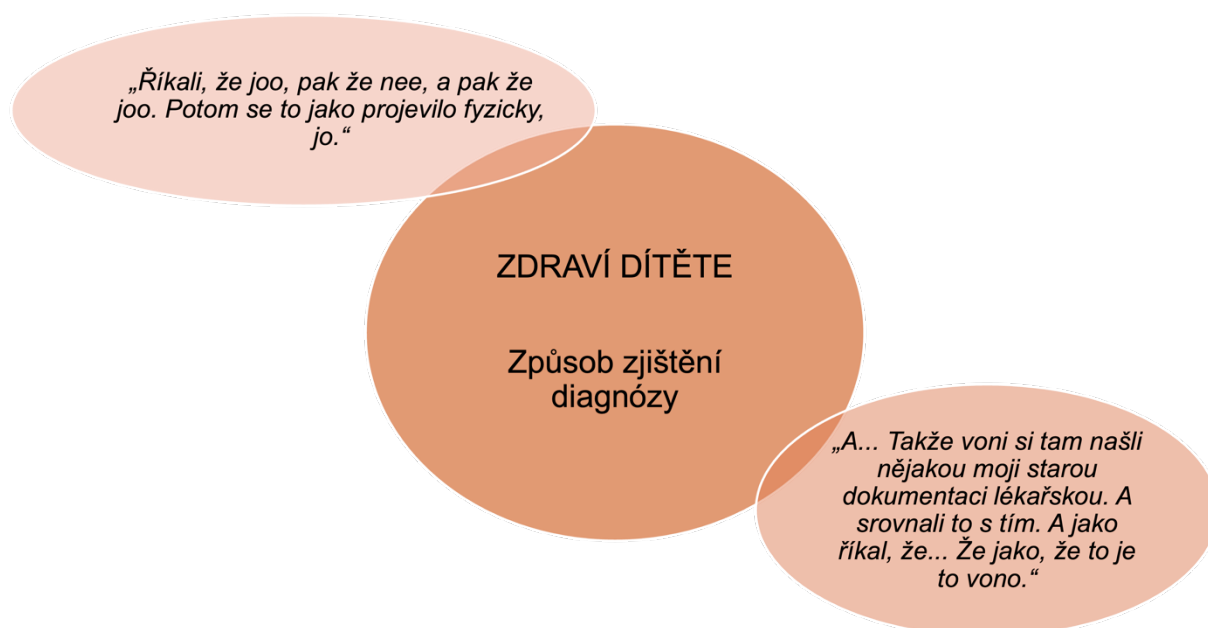 „Říkali, že joo, pak že nee, a pak že
joo. Potom se to jako projevilo fyzicky,
jo.“
ZDRAVÍ DÍTĚTE
Způsob zjištění
diagnózy
„A... Takže voni si tam našli
nějakou moji starou
dokumentaci lékařskou. A
srovnali to s tím. A jako
říkal, že... Že jako, že to je
to vono.“